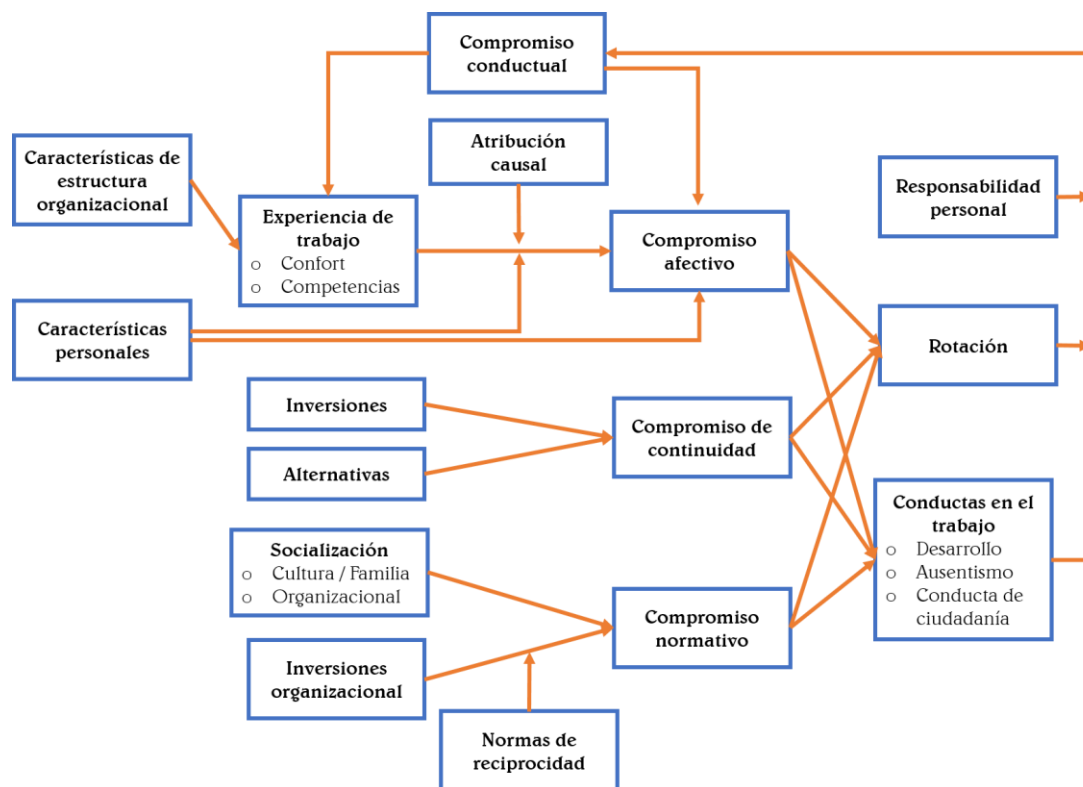 Compromiso
conductual
Atribución
causal
Características de
estructura
organizacional
Responsabilidad
personal
Experiencia de
trabajo
o Confort
o Competencias
Compromiso
afectivo
Características
personales
Rotación
Inversiones
Compromiso de
continuidad
Alternativas
Conductas en el
trabajo
o Desarrollo
o Ausentismo
o Conducta de
ciudadanía
Socialización
o Cultura / Familia
o Organizacional
Compromiso
normativo
Inversiones
organizacional
Normas de
reciprocidad